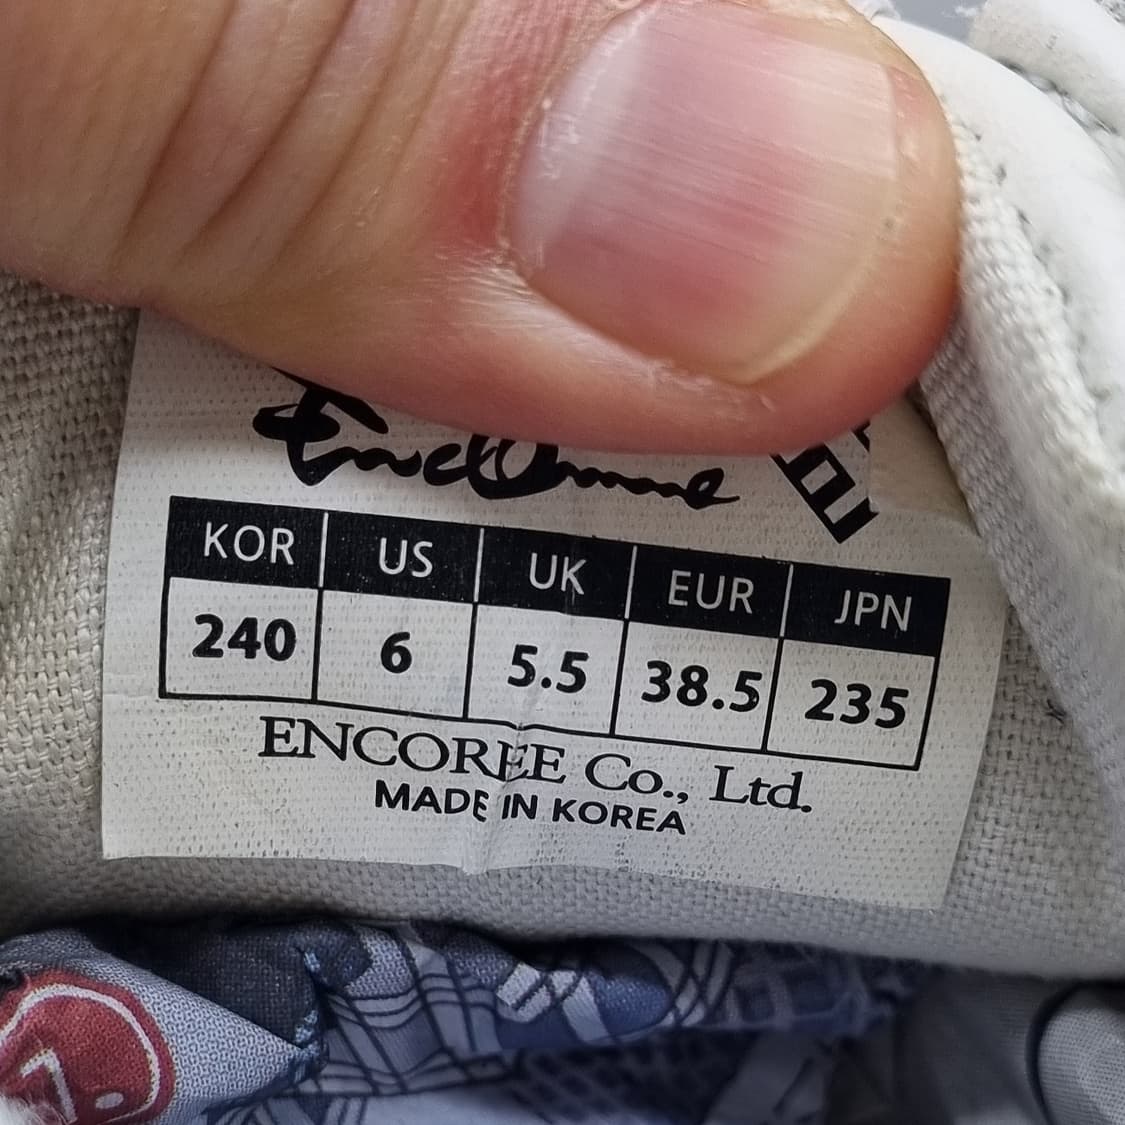 KOR US UK EUR JPN
240 6 5.5 38.5 235
ENCOREE Co., Ltd.
MADE IN KOREA